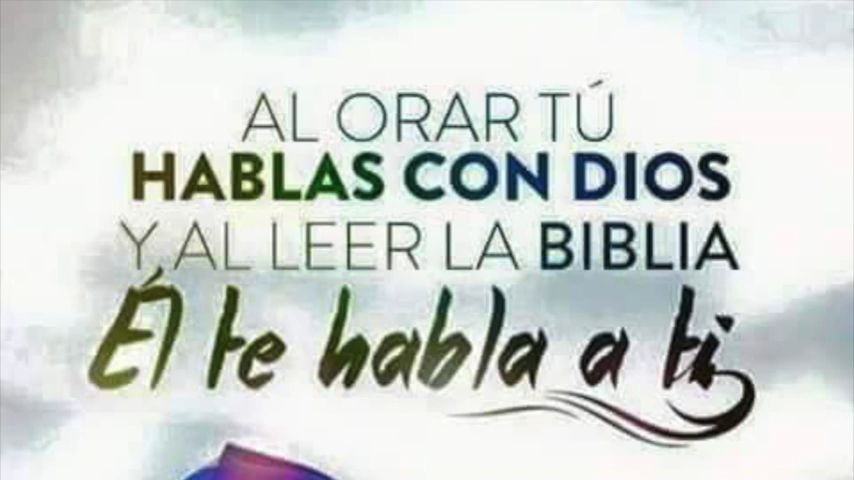 AL ORAR TÚ
HABLAS CON DIOS
Y AL LEER LA BIBLIA
Él te habla a ti